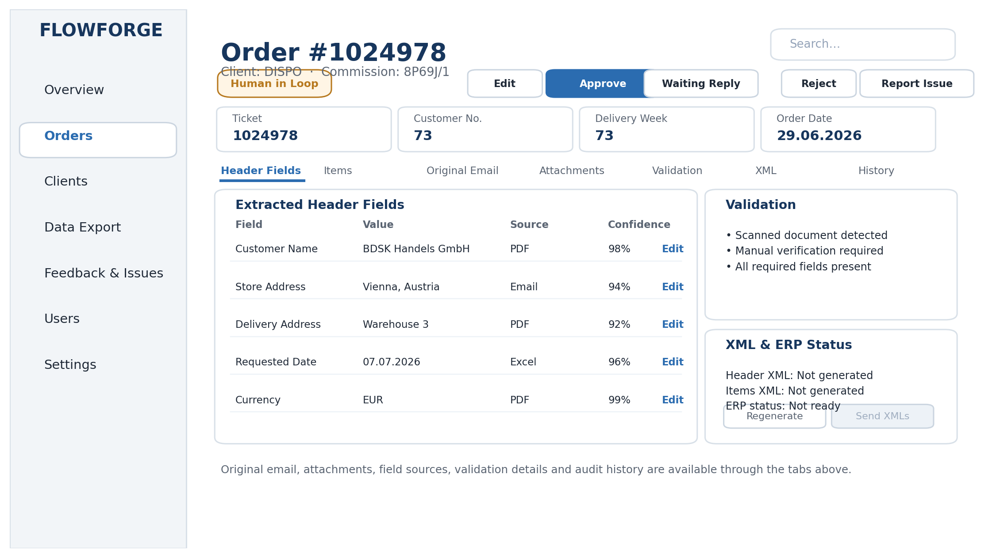 FLOWFORGE
Overview
Orders
Clients
Data Export
Feedback & Issues
Users
Settings
Order #1024978
Search...
Client: DISPO · Commission: 8P69J/1
Human in Loop
Edit
Approve
Waiting Reply
Reject
Report Issue
Ticket
1024978
Customer No.
73
Delivery Week
73
Order Date
29.06.2026
Header Fields Items Original Email Attachments Validation XML History
Extracted Header Fields
Field Value Source Confidence
Customer Name BDSK Handels GmbH PDF 98% Edit
Store Address Vienna, Austria Email 94% Edit
Delivery Address Warehouse 3 PDF 92% Edit
Requested Date 07.07.2026 Excel 96% Edit
Currency EUR PDF 99% Edit
Validation
• Scanned document detected
• Manual verification required
• All required fields present
XML & ERP Status
Header XML: Not generated
Items XML: Not generated
ERP status: Not ready
Regenerate
Send XMLs
Original email, attachments, field sources, validation details and audit history are available through the tabs above.